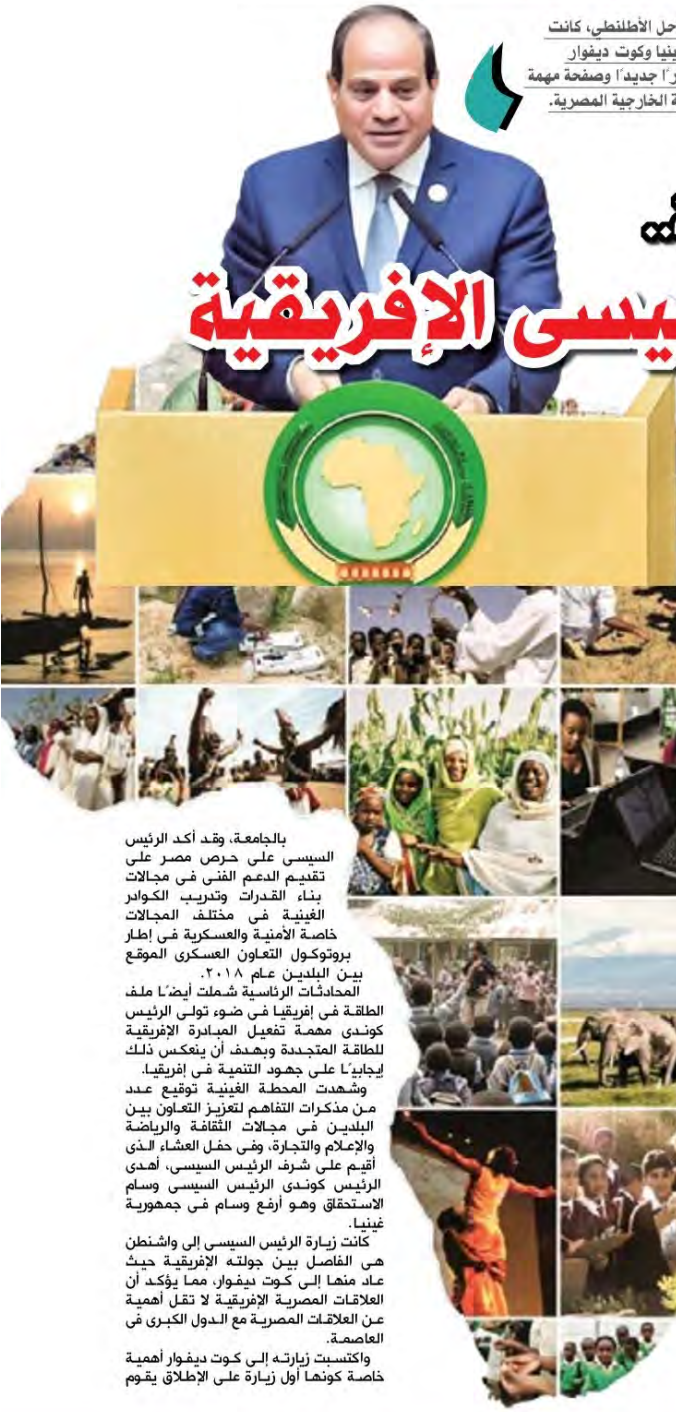 حل الأطلنطي، كانت
ينيا وكوت ديفوار
رًا جديدًا وصفحة مهمة
ة الخارجية المصرية.
يسى الإفريقية
بالجامعة، وقد أكد الرئيس
السيسى على حرص مصر على
تقديم الدعم الفنى فى مجالات
بناء القدرات وتدريب الكوادر
الغينية فى مختلف المجالات
خاصة الأمنية والعسكرية فى إطار
بروتوكول التعاون العسكرى الموقع
بين البلدين عام ٢٠١٨.
المحادثات الرئاسية شملت أيضًا ملف
الطاقة فى إفريقيا فى ضوء تولى الرئيس
كوندى مهمة تفعيل المبادرة الإفريقية
للطاقة المتجددة وبهدف أن ينعكس ذلك
إيجابيًا على جهود التنمية فى إفريقيا.
وشهدت المحطة الغينية توقيع عدد
من مذكرات التفاهم لتعزيز التعاون بين
البلدين فى مجالات الثقافة والرياضة
والإعلام والتجارة، وفى حفل العشاء الذى
أقيم على شرف الرئيس السيسى، أهدى
الرئيس كوندى الرئيس السيسى وسام
الاستحقاق وهو أرفع وسام فى جمهورية
غينيا.
كانت زيارة الرئيس السيسى إلى واشنطن
هى الفاصل بين جولته الإفريقية حيث
عاد منها إلى كوت ديفوار، مما يؤكد أن
العلاقات المصرية الإفريقية لا تقل أهمية
عن العلاقات المصرية مع الدول الكبرى فى
العاصمة.
واكتسبت زيارته إلى كوت ديفوار أهمية
خاصة كونها أول زيارة على الإطلاق يقوم